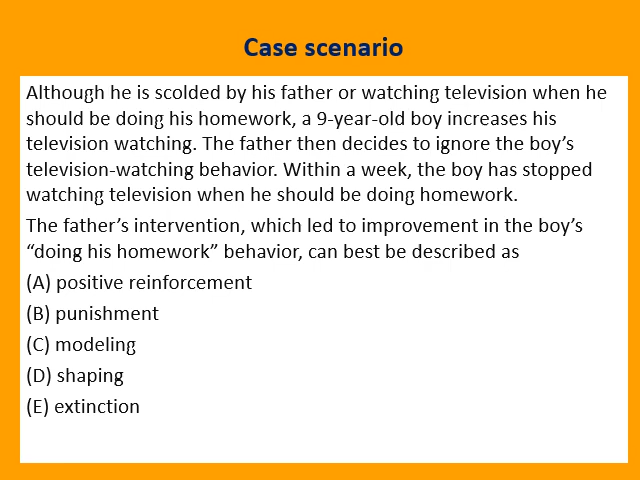 Case scenario
Although he is scolded by his father or watching television when he
should be doing his homework, a 9-year-old boy increases his
television watching. The father then decides to ignore the boy’s
television-watching behavior. Within a week, the boy has stopped
watching television when he should be doing homework.
The father’s intervention, which led to improvement in the boy’s
“doing his homework” behavior, can best be described as
(A) positive reinforcement
(B) punishment
(C) modeling
(D) shaping
(E) extinction